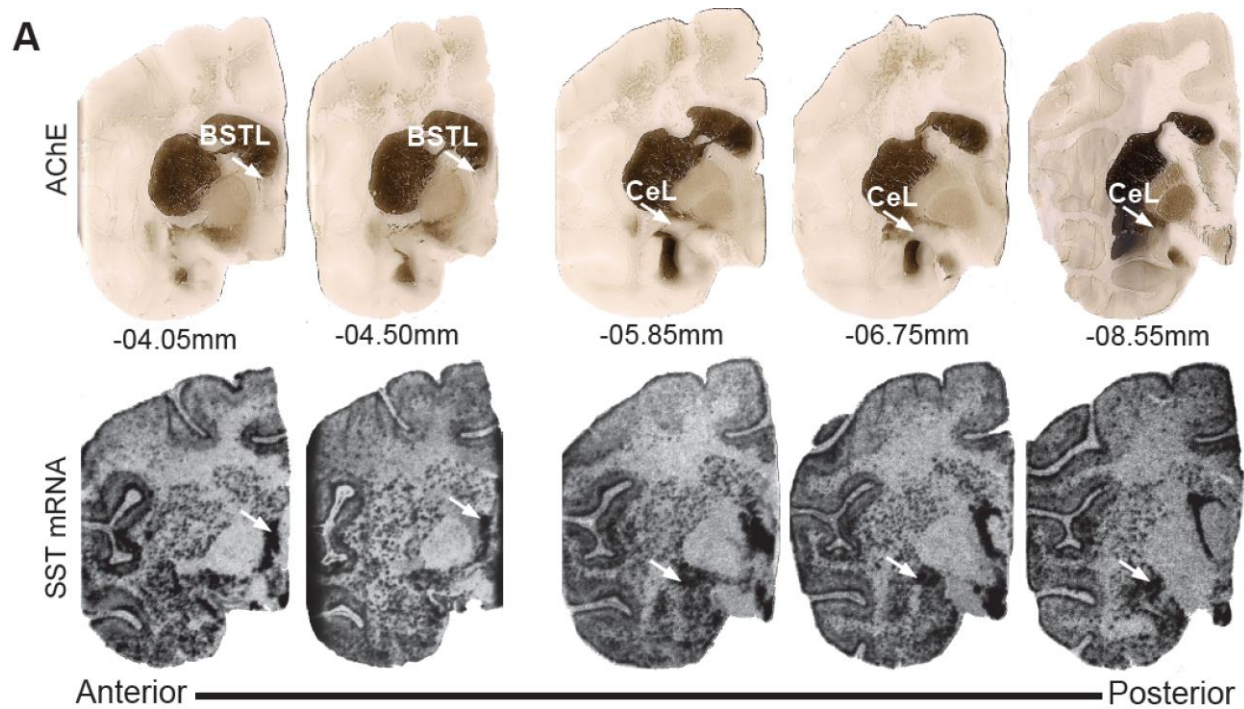 A
AChE
BSTL
BSTL
CeL
CeL
CeL
-04.05mm
-04.50mm
-05.85mm
-06.75mm
-08.55mm
SST mRNA
Anterior
Posterior